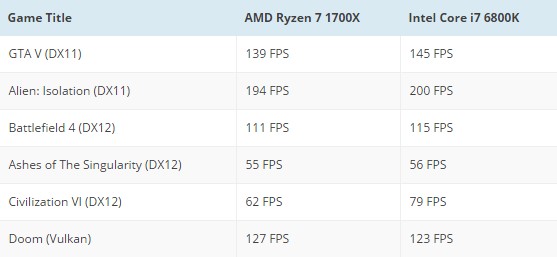 Game Title AMD Ryzen 7 1700X Intel Core i7 6800K
GTA V (DX11) 139 FPS 145 FPS
Alien: Isolation (DX11) 194 FPS 200 FPS
Battlefield 4 (DX12) 111 FPS 115 FPS
Ashes of The Singularity (DX12) 55 FPS 56 FPS
Civilization VI (DX12) 62 FPS 79 FPS
Doom (Vulkan) 127 FPS 123 FPS